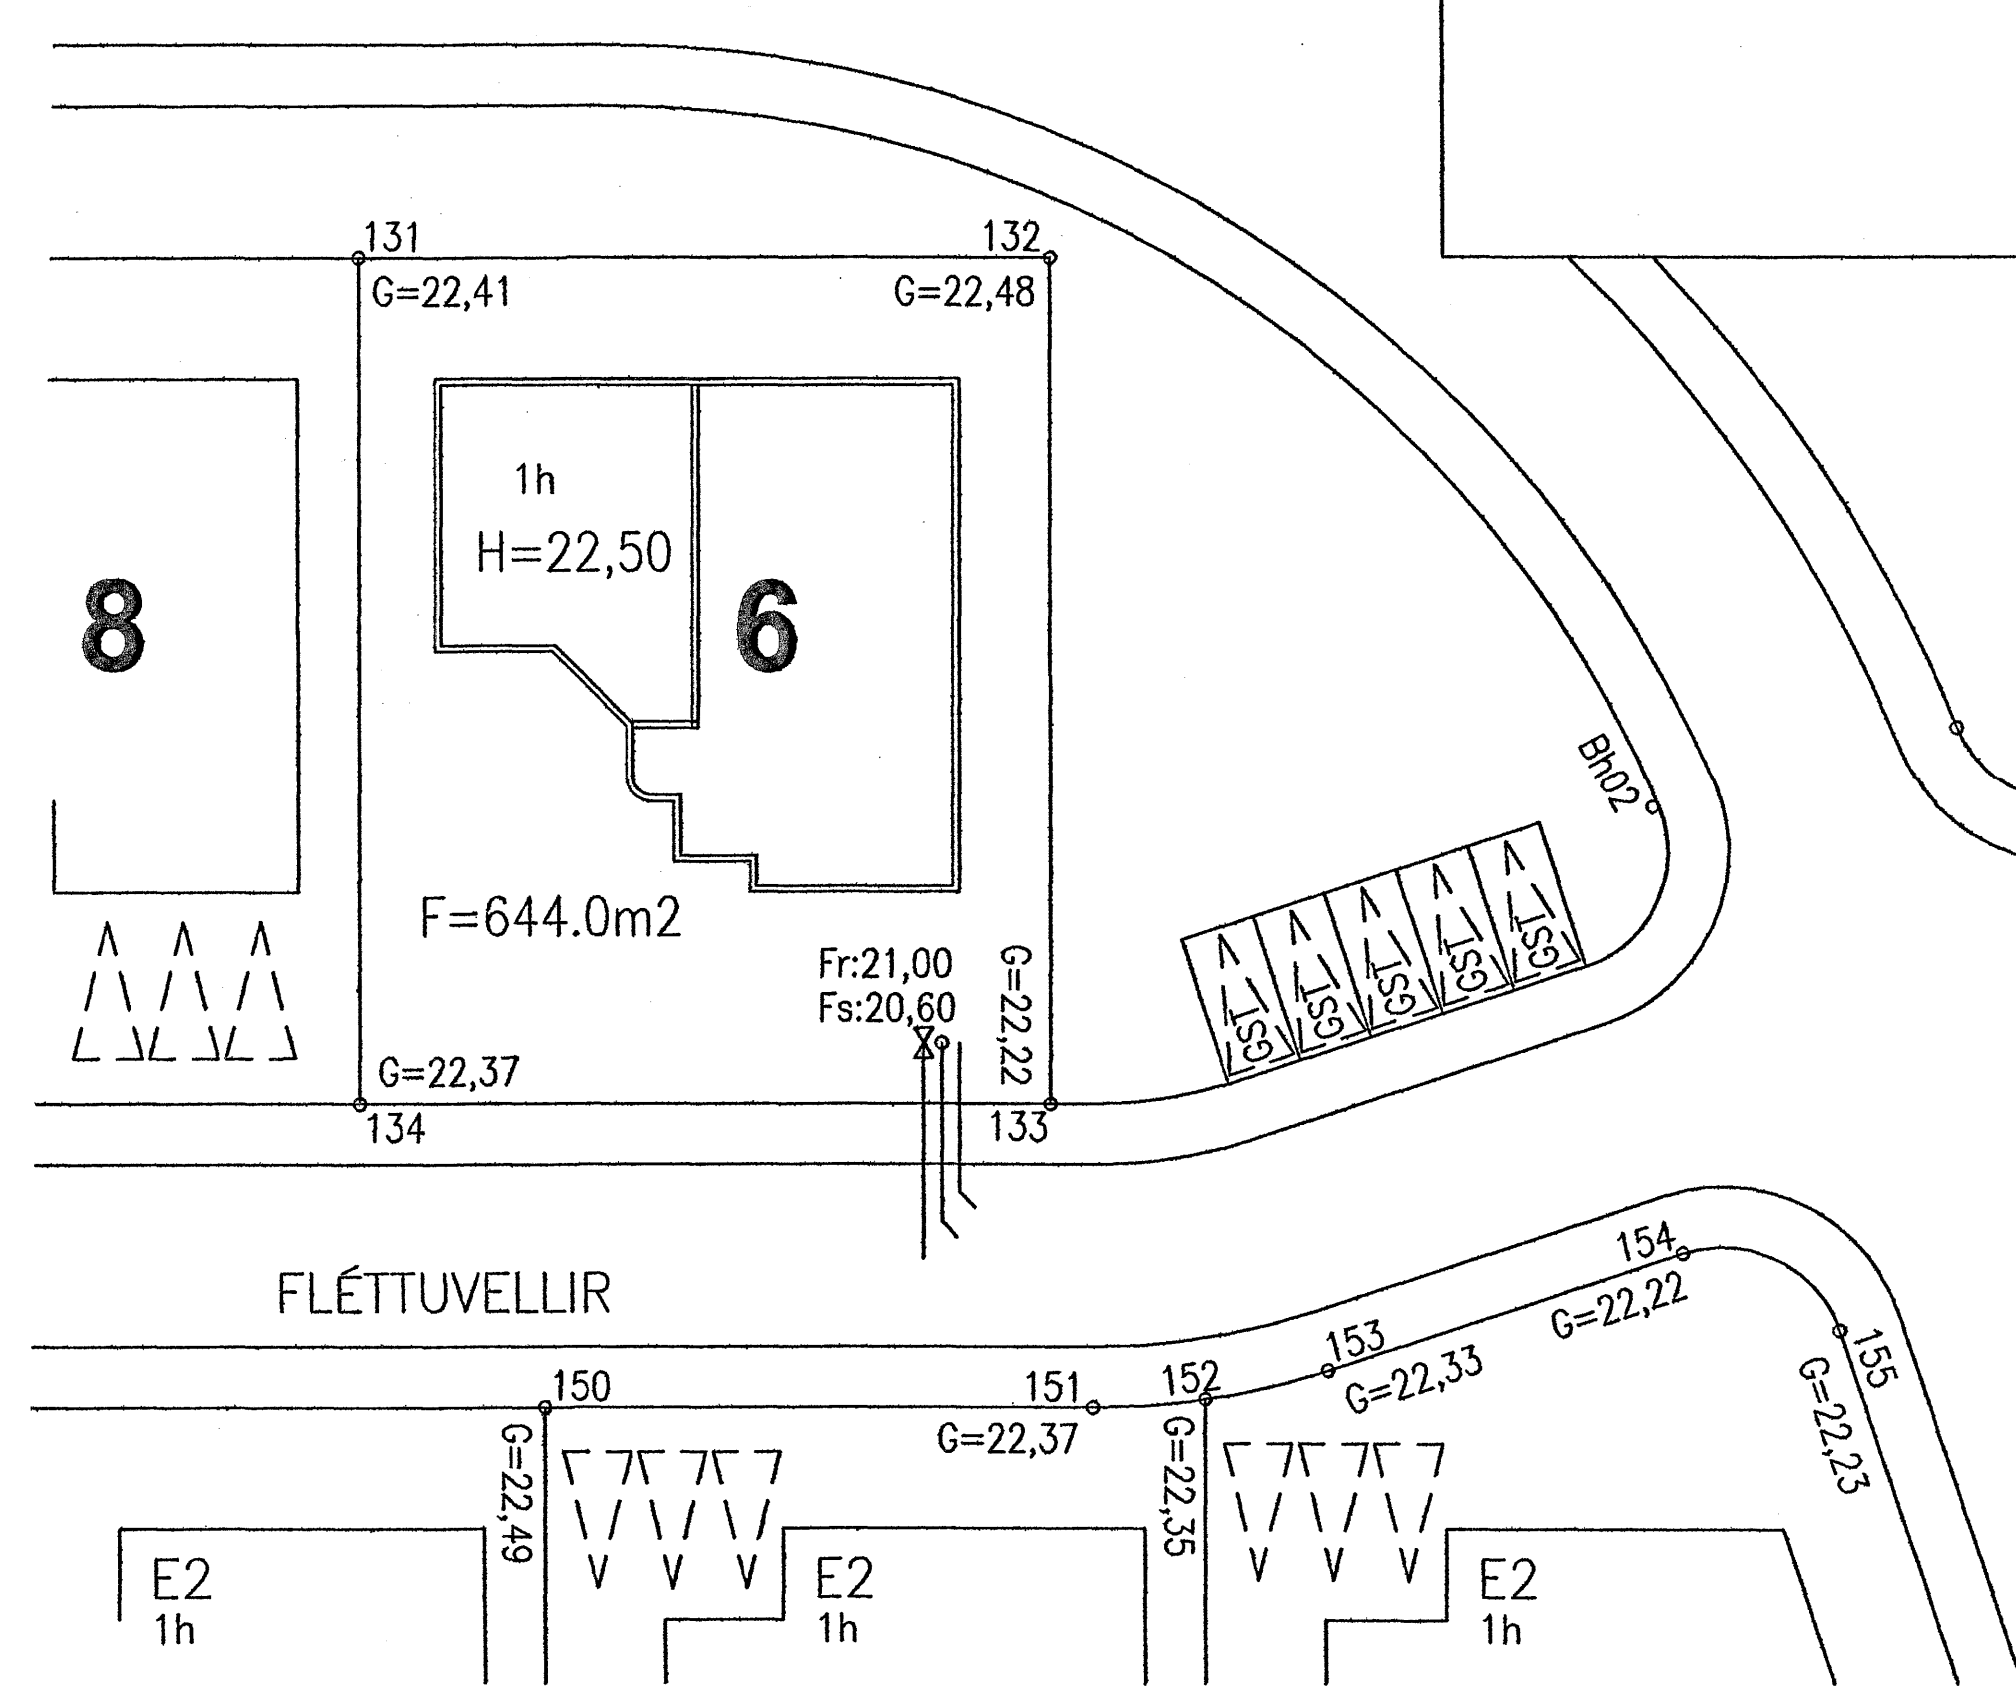 131
132
G=22,41
G=22,48
1h
H=22,50
8
6
Bh02
F=644.0m2
Fr:21,00
Fs:20,60
G=22,22
GST
GST
GST
GST
GST
G=22,37
134
133
FLÉTTUVELLIR
154
G=22,22
153
G=22,33
155
G=22,23
150
151
152
G=22,37
G=22,49
G=22,35
E2
1h
E2
1h
E2
1h